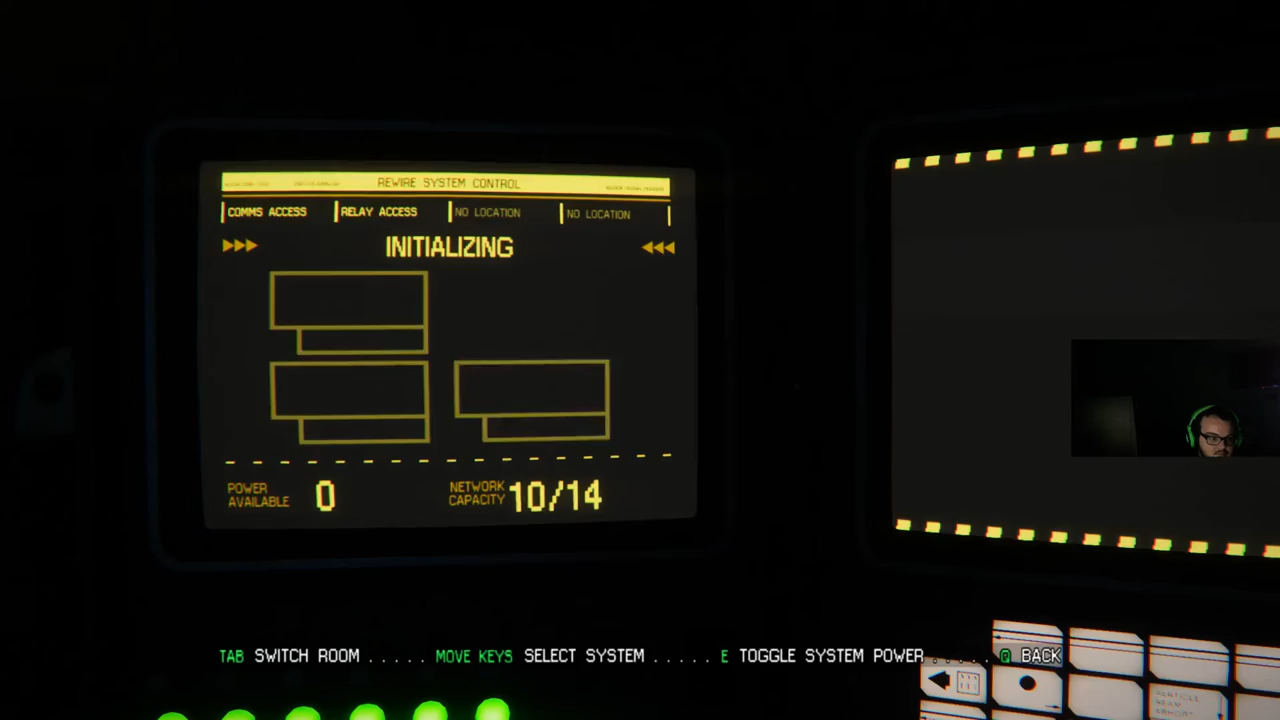 REWIRE SYSTEM CONTROL
COMMS ACCESS RELAY ACCESS NO LOCATION NO LOCATION
INITIALIZING
POWER AVAILABLE 0 NETWORK CAPACITY 10/14
TAB SWITCH ROOM ..... MOVE KEYS SELECT SYSTEM ..... E TOGGLE SYSTEM POWER ..... Q BACK